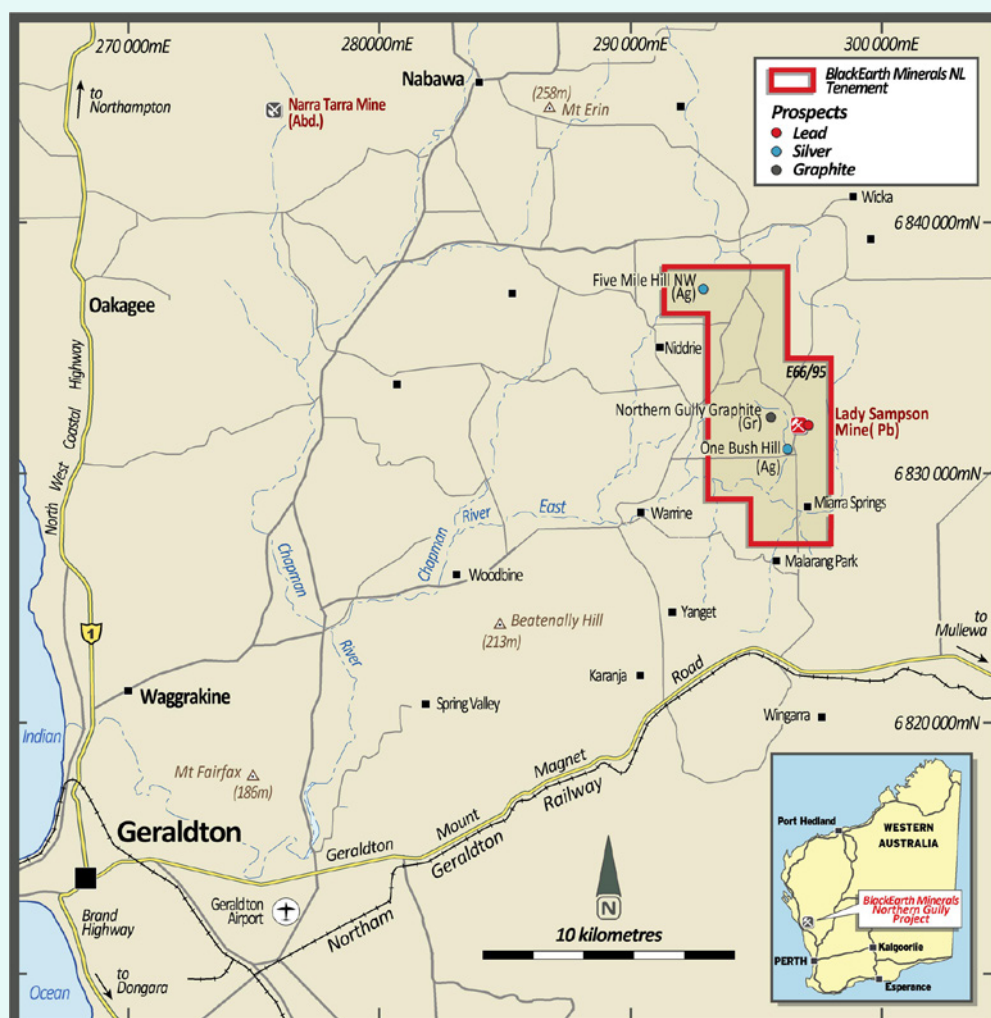 270 000mE
280 000mE
290 000mE
300 000mE
to
Northampton
Narra Tarra Mine
(Abd.)
Nabawa
(258m)
Mt Erin
BlackEarth Minerals NL
Tenement
Prospects
Lead
Silver
Graphite
Wicka
6 840 000mN
Oakagee
Five Mile Hill NW
(Ag)
Niddrie
E66/95
Northern Gully Graphite
(Gr)
Lady Sampson
Mine( Pb)
One Bush Hill
(Ag)
6 830 000mN
North West Coastal Highway
Miarra Springs
Warrine
Chapman River East
Chapman River
Woodbine
Malarang Park
Beatenally Hill
(213m)
Yanget
to
Mullewa
1
Waggrakine
Karanja
Spring Valley
Wingarra
6 820 000mN
Indian
Mt Fairfax
(186m)
Geraldton
Geraldton Mount Magnet Road
Northam Geraldton Railway
Geraldton
Airport
N
10 kilometres
Brand
Highway
to
Dongara
Ocean
Port Hedland
WESTERN
AUSTRALIA
BlackEarth Minerals
Northern Gully
Project
PERTH
Kalgoorlie
Esperance